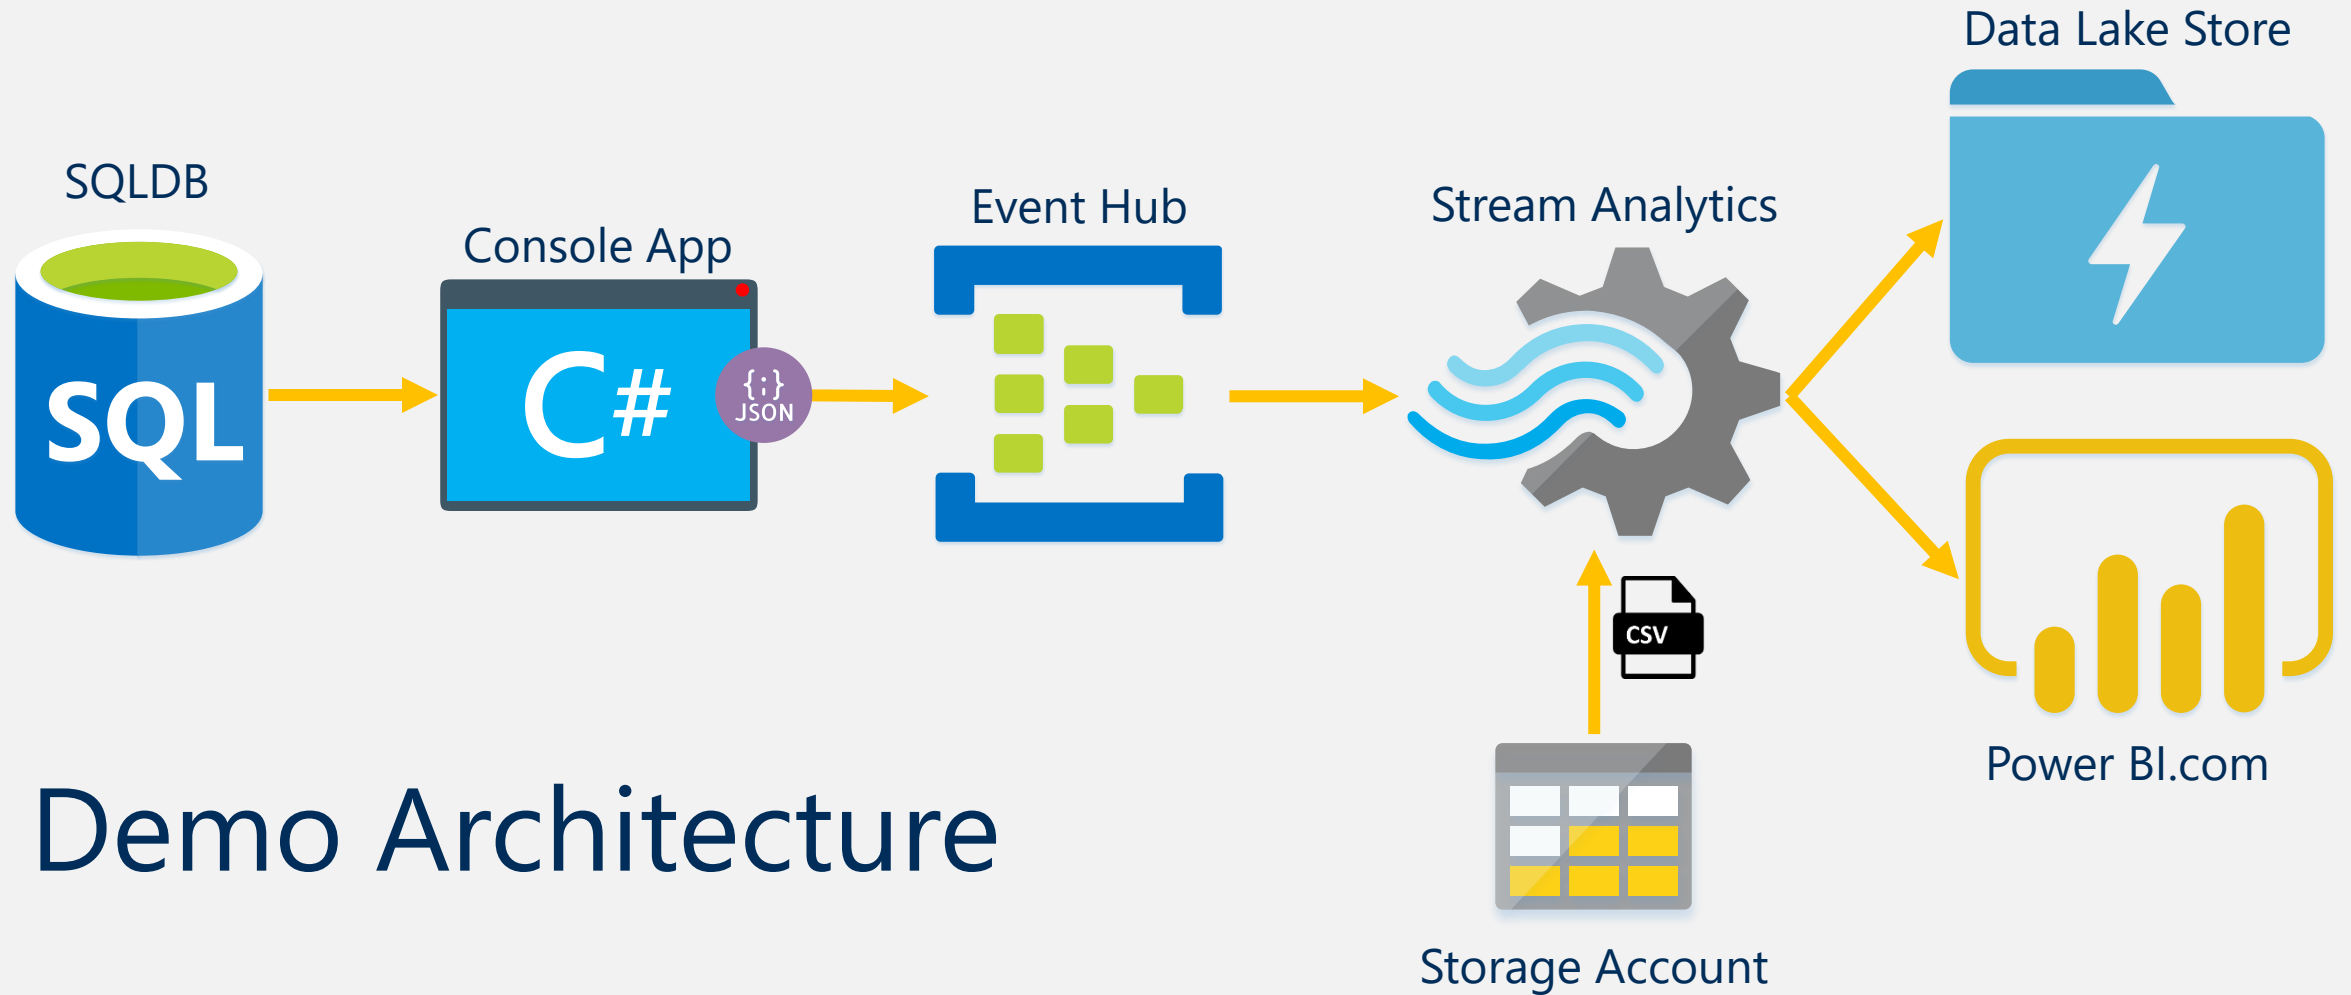 Data Lake Store
SQLDB
Event Hub
Stream Analytics
Console App
SQL
C#
{;}
JSON
CSV
Power BI.com
Demo Architecture
Storage Account